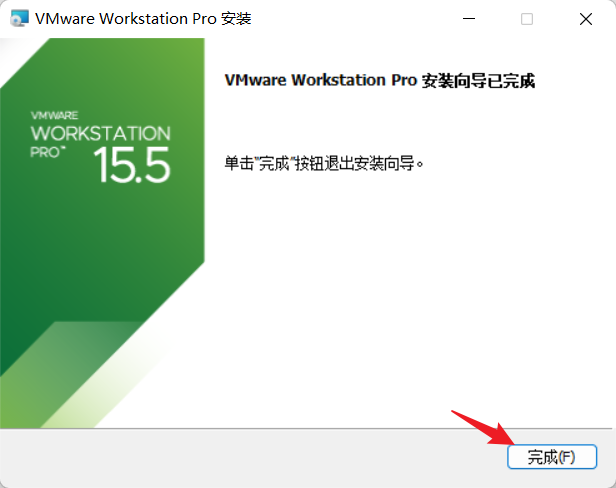 VMware Workstation Pro 安装
VMWARE
WORKSTATION
PRO™ 15.5
VMware Workstation Pro 安装向导已完成
单击"完成"按钮退出安装向导。
完成(F)